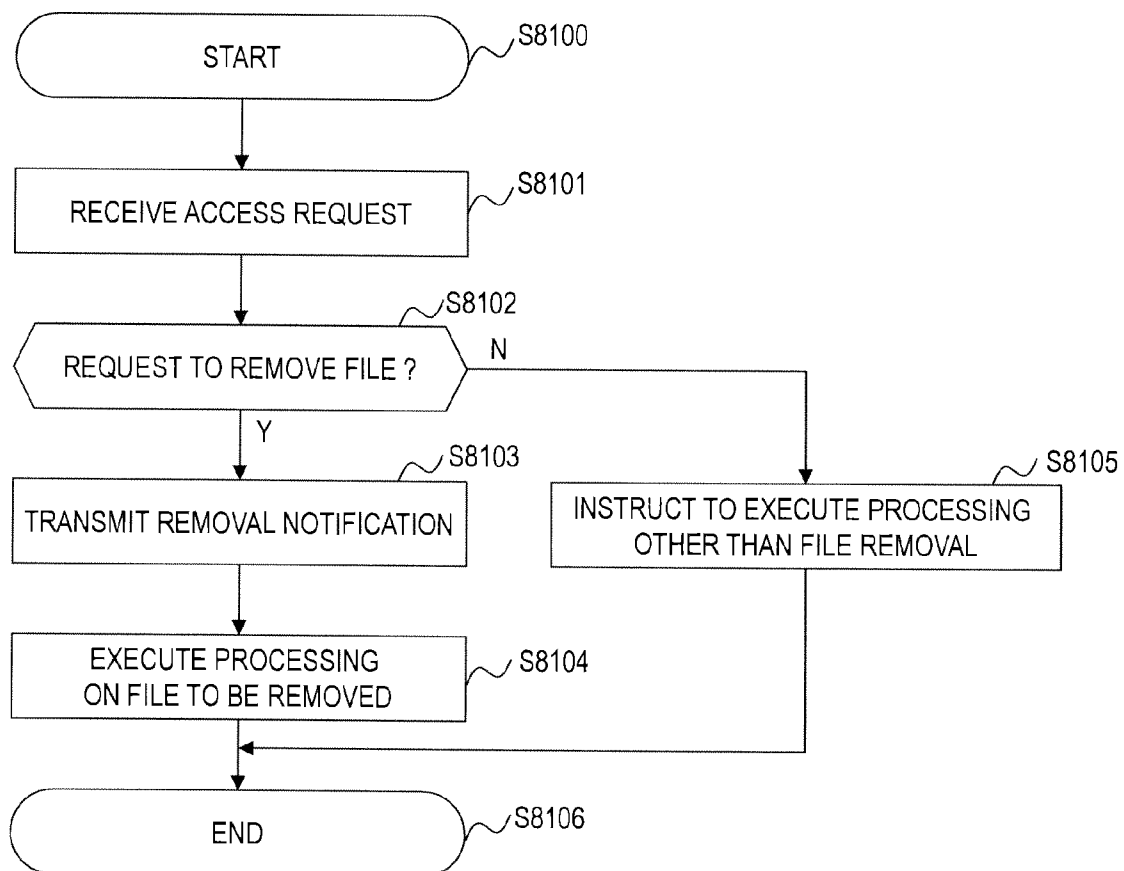 START
S8100
RECEIVE ACCESS REQUEST
S8101
REQUEST TO REMOVE FILE ?
S8102
N
Y
TRANSMIT REMOVAL NOTIFICATION
S8103
INSTRUCT TO EXECUTE PROCESSING
OTHER THAN FILE REMOVAL
S8105
EXECUTE PROCESSING
ON FILE TO BE REMOVED
S8104
END
S8106